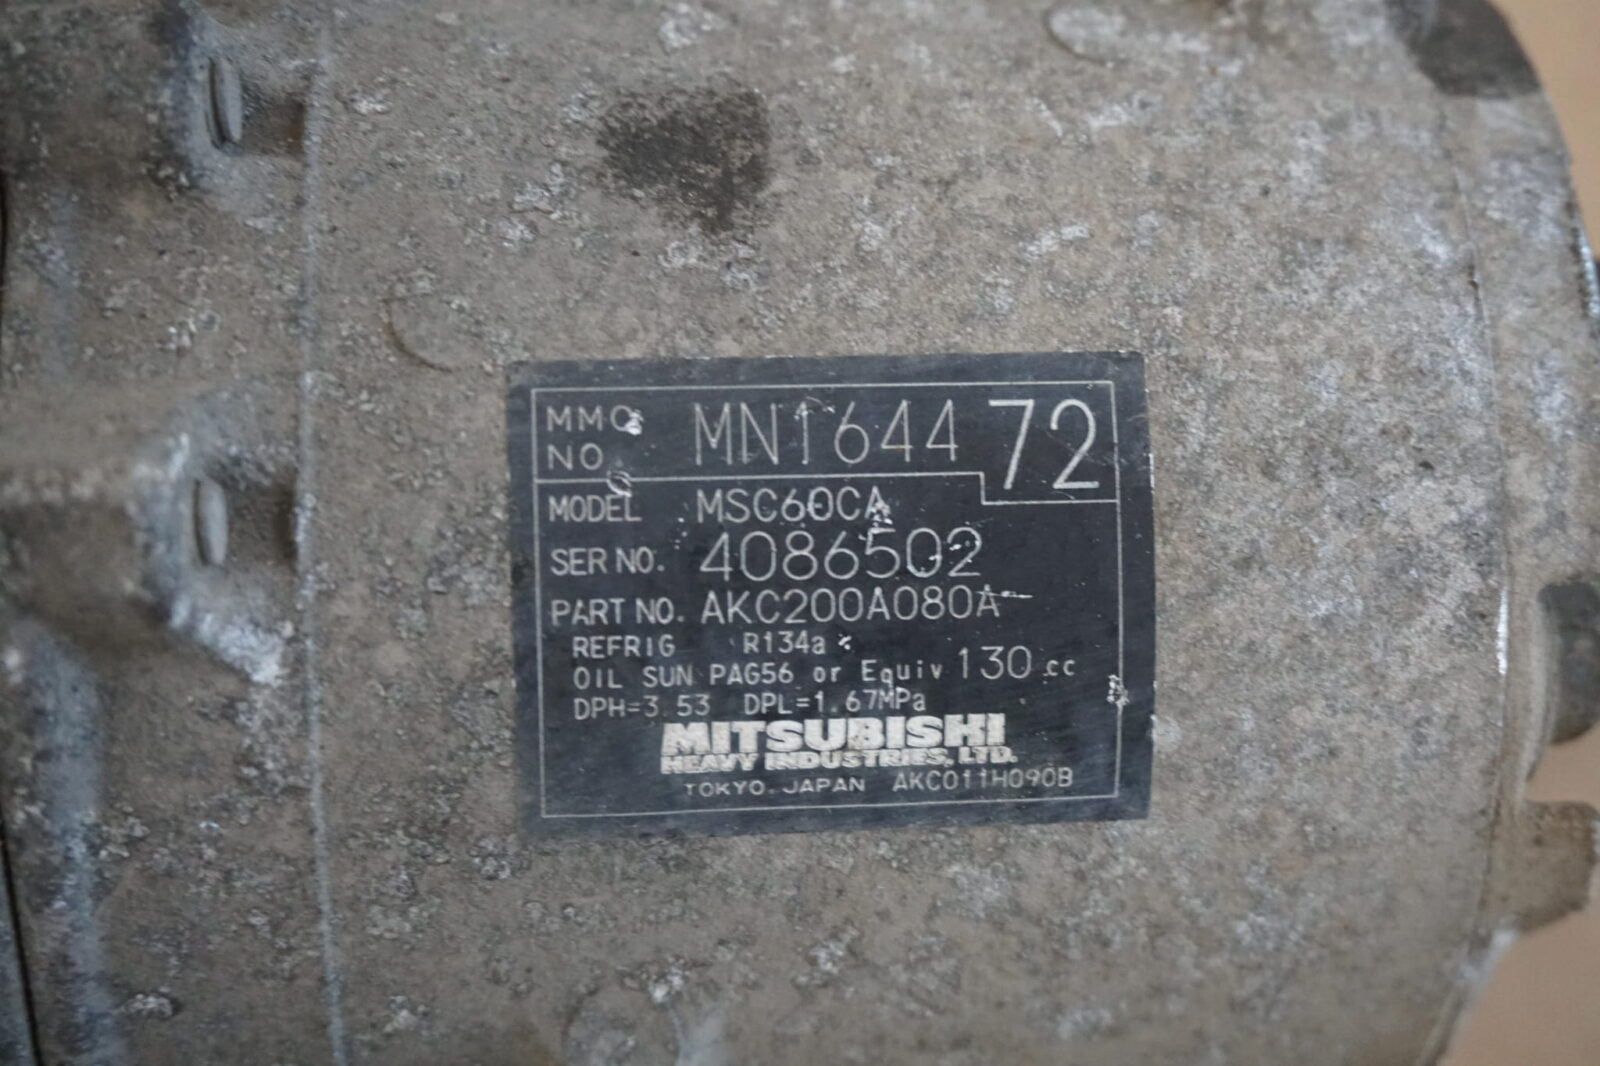 MMC NO. MN164472
MODEL MSC60CA
SER NO. 4086502
PART NO. AKC200A080A
REFRIG R134a
OIL SUN PAG56 or Equiv 130 cc
DPH=3.53 DPL=1.67MPa
MITSUBISHI
HEAVY INDUSTRIES, LTD.
TOKYO. JAPAN AKC011H090B